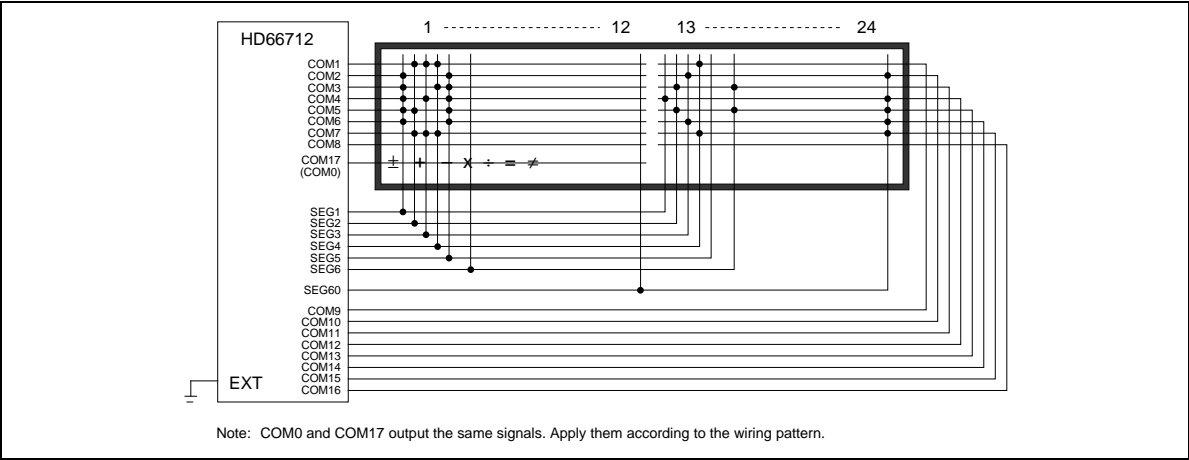 1 12 13 24
HD66712
COM1
COM2
COM3
COM4
COM5
COM6
COM7
COM8
COM17
(COM0)
± + − x ÷ = ≠
SEG1
SEG2
SEG3
SEG4
SEG5
SEG6
SEG60
COM9
COM10
COM11
COM12
COM13
COM14
COM15
COM16
EXT
Note: COM0 and COM17 output the same signals. Apply them according to the wiring pattern.